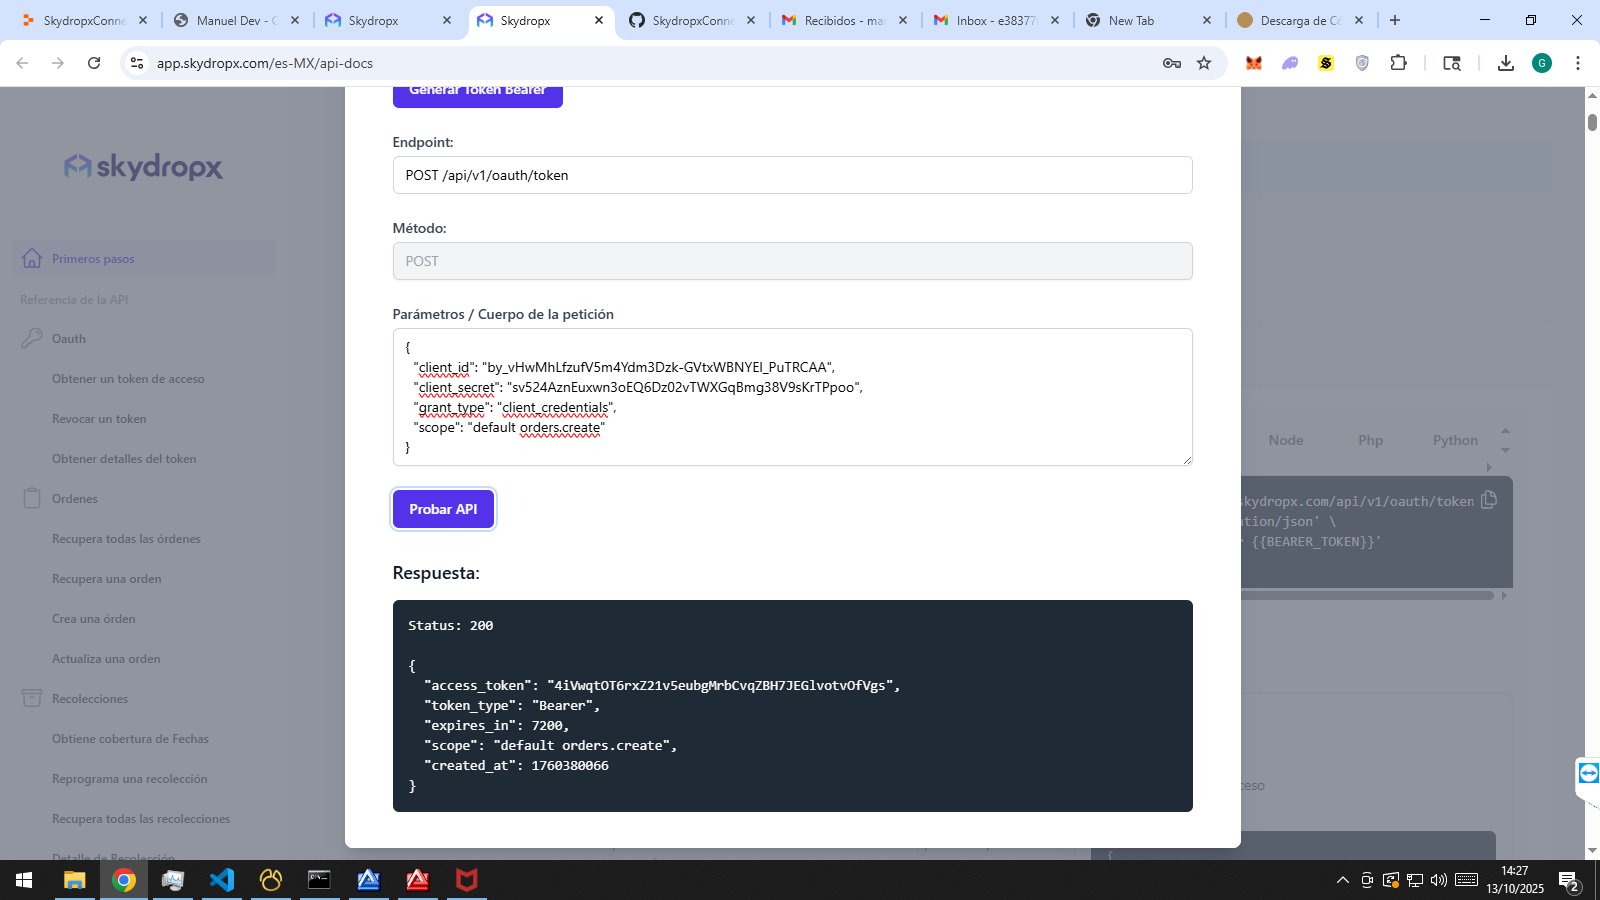 SkydropxConne
Manuel Dev - C
Skydropx
Skydropx
SkydropxConne
Recibidos - ma
Inbox - e38377
New Tab
Descarga de Có
app.skydropx.com/es-MX/api-docs
G
skydropx
Primeros pasos
Referencia de la API
Oauth
Obtener un token de acceso
Revocar un token
Obtener detalles del token
Ordenes
Recupera todas las órdenes
Recupera una orden
Crea una órden
Actualiza una orden
Recolecciones
Obtiene cobertura de Fechas
Reprograma una recolección
Recupera todas las recolecciones
Detalle de Recolección
Generar Token Bearer
Endpoint:
POST /api/v1/oauth/token
Método:
POST
Parámetros / Cuerpo de la petición
{
"client_id": "by_vHwMhLfzufV5m4Ydm3Dzk-GVtxWBNYEl_PuTRCAA",
"client_secret": "sv524AznEuxwn3oEQ6Dz02vTWXGqBmg38V9sKrTPpoo",
"grant_type": "client_credentials",
"scope": "default orders.create"
}
Probar API
Respuesta:
Status: 200
{
"access_token": "4iVwqtOT6rxZ21v5eubgMrbCvqZBH7JEGlvotvOfVgs",
"token_type": "Bearer",
"expires_in": 7200,
"scope": "default orders.create",
"created_at": 1760380066
}
Node Php Python
skydropx.com/api/v1/oauth/token
ation/json' \
{{BEARER_TOKEN}}'
ceso
{
14:27
13/10/2025
2